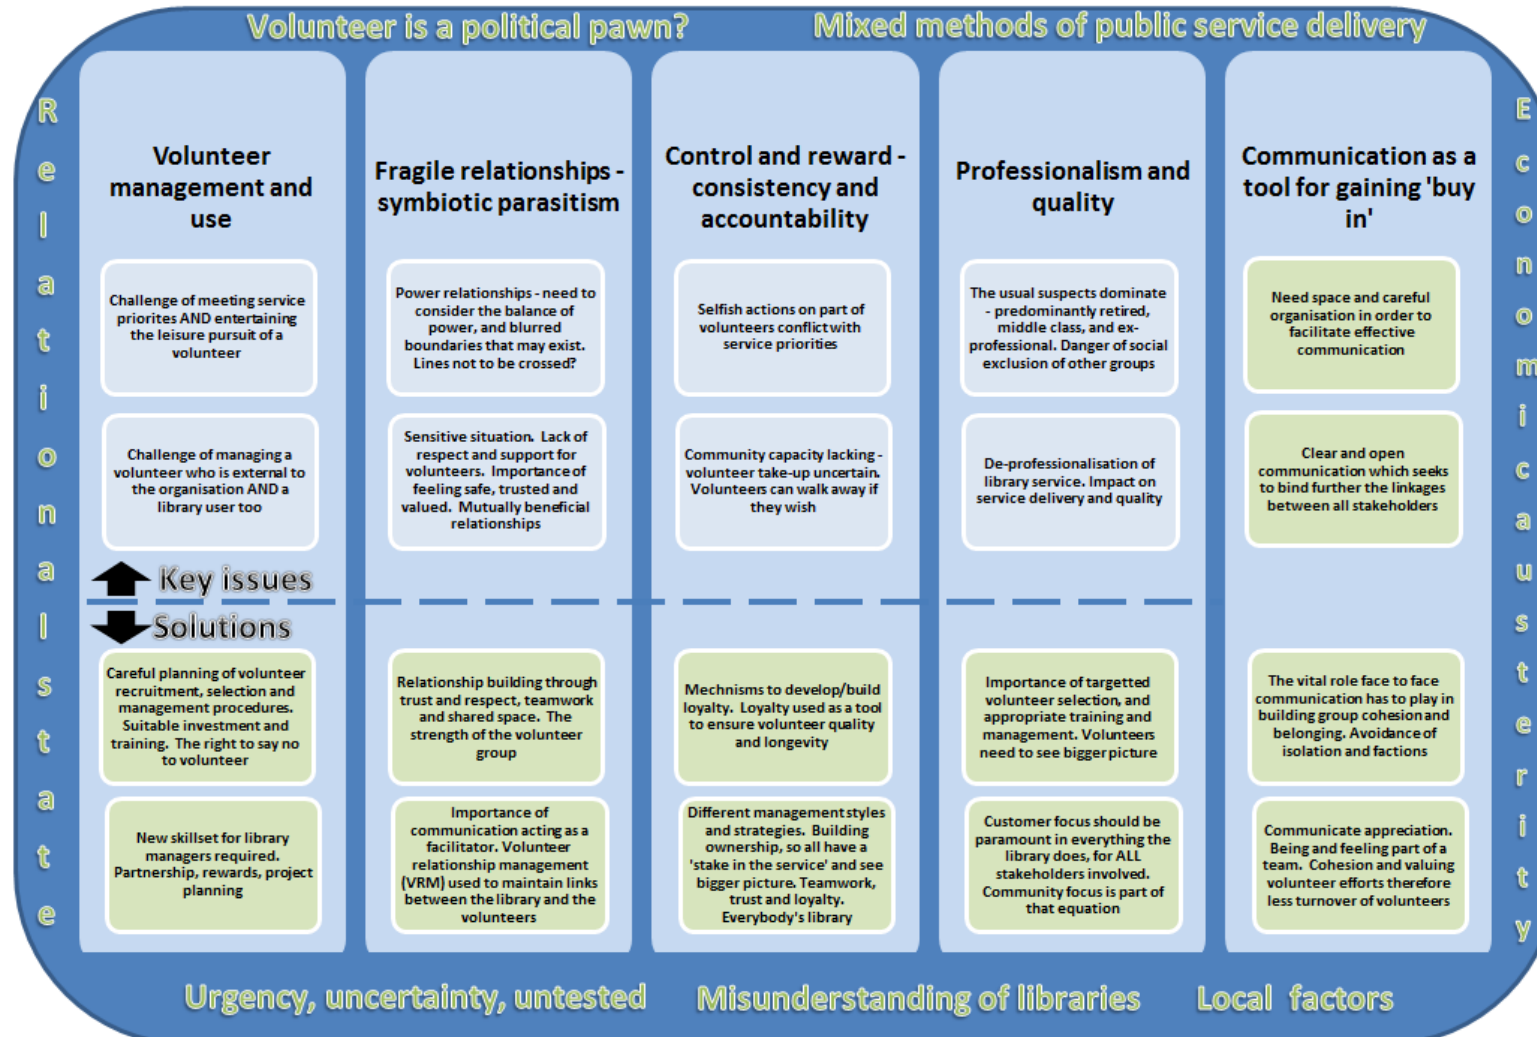 Volunteer is a political pawn?
Mixed methods of public service delivery
Relational state
Economic austerity
Volunteer
management and
use
Challenge of meeting service
priorites AND entertaining
the leisure pursuit of a
volunteer
Challenge of managing a
volunteer who is external to
the organisation AND a
library user too
Key issues
Solutions
Careful planning of volunteer
recruitment, selection and
management procedures.
Suitable investment and
training. The right to say no
to volunteer
New skillset for library
managers required.
Partnership, rewards, project
planning
Fragile relationships -
symbiotic parasitism
Power relationships - need to
consider the balance of
power, and blurred
boundaries that may exist.
Lines not to be crossed?
Sensitive situation. Lack of
respect and support for
volunteers. Importance of
feeling safe, trusted and
valued. Mutually beneficial
relationships
Relationship building through
trust and respect, teamwork
and shared space. The
strength of the volunteer
group
Importance of
communication acting as a
facilitator. Volunteer
relationship management
(VRM) used to maintain links
between the library and the
volunteers
Control and reward -
consistency and
accountability
Selfish actions on part of
volunteers conflict with
service priorities
Community capacity lacking -
volunteer take-up uncertain.
Volunteers can walk away if
they wish
Mechnisms to develop/build
loyalty. Loyalty used as a tool
to ensure volunteer quality
and longevity
Different management styles
and strategies. Building
ownership, so all have a
'stake in the service' and see
bigger picture. Teamwork,
trust and loyalty.
Everybody's library
Professionalism and
quality
The usual suspects dominate
- predominantly retired,
middle class, and ex-
professional. Danger of social
exclusion of other groups
De-professionalisation of
library service. Impact on
service delivery and quality
Importance of targetted
volunteer selection, and
appropriate training and
management. Volunteers
need to see bigger picture
Customer focus should be
paramount in everything the
library does, for ALL
stakeholders involved.
Community focus is part of
that equation
Communication as a
tool for gaining 'buy
in'
Need space and careful
organisation in order to
facilitate effective
communication
Clear and open
communication which seeks
to bind further the linkages
between all stakeholders
The vital role face to face
communication has to play in
building group cohesion and
belonging. Avoidance of
isolation and factions
Communicate appreciation.
Being and feeling part of a
team. Cohesion and valuing
volunteer efforts therefore
less turnover of volunteers
Urgency, uncertainty, untested
Misunderstanding of libraries
Local factors